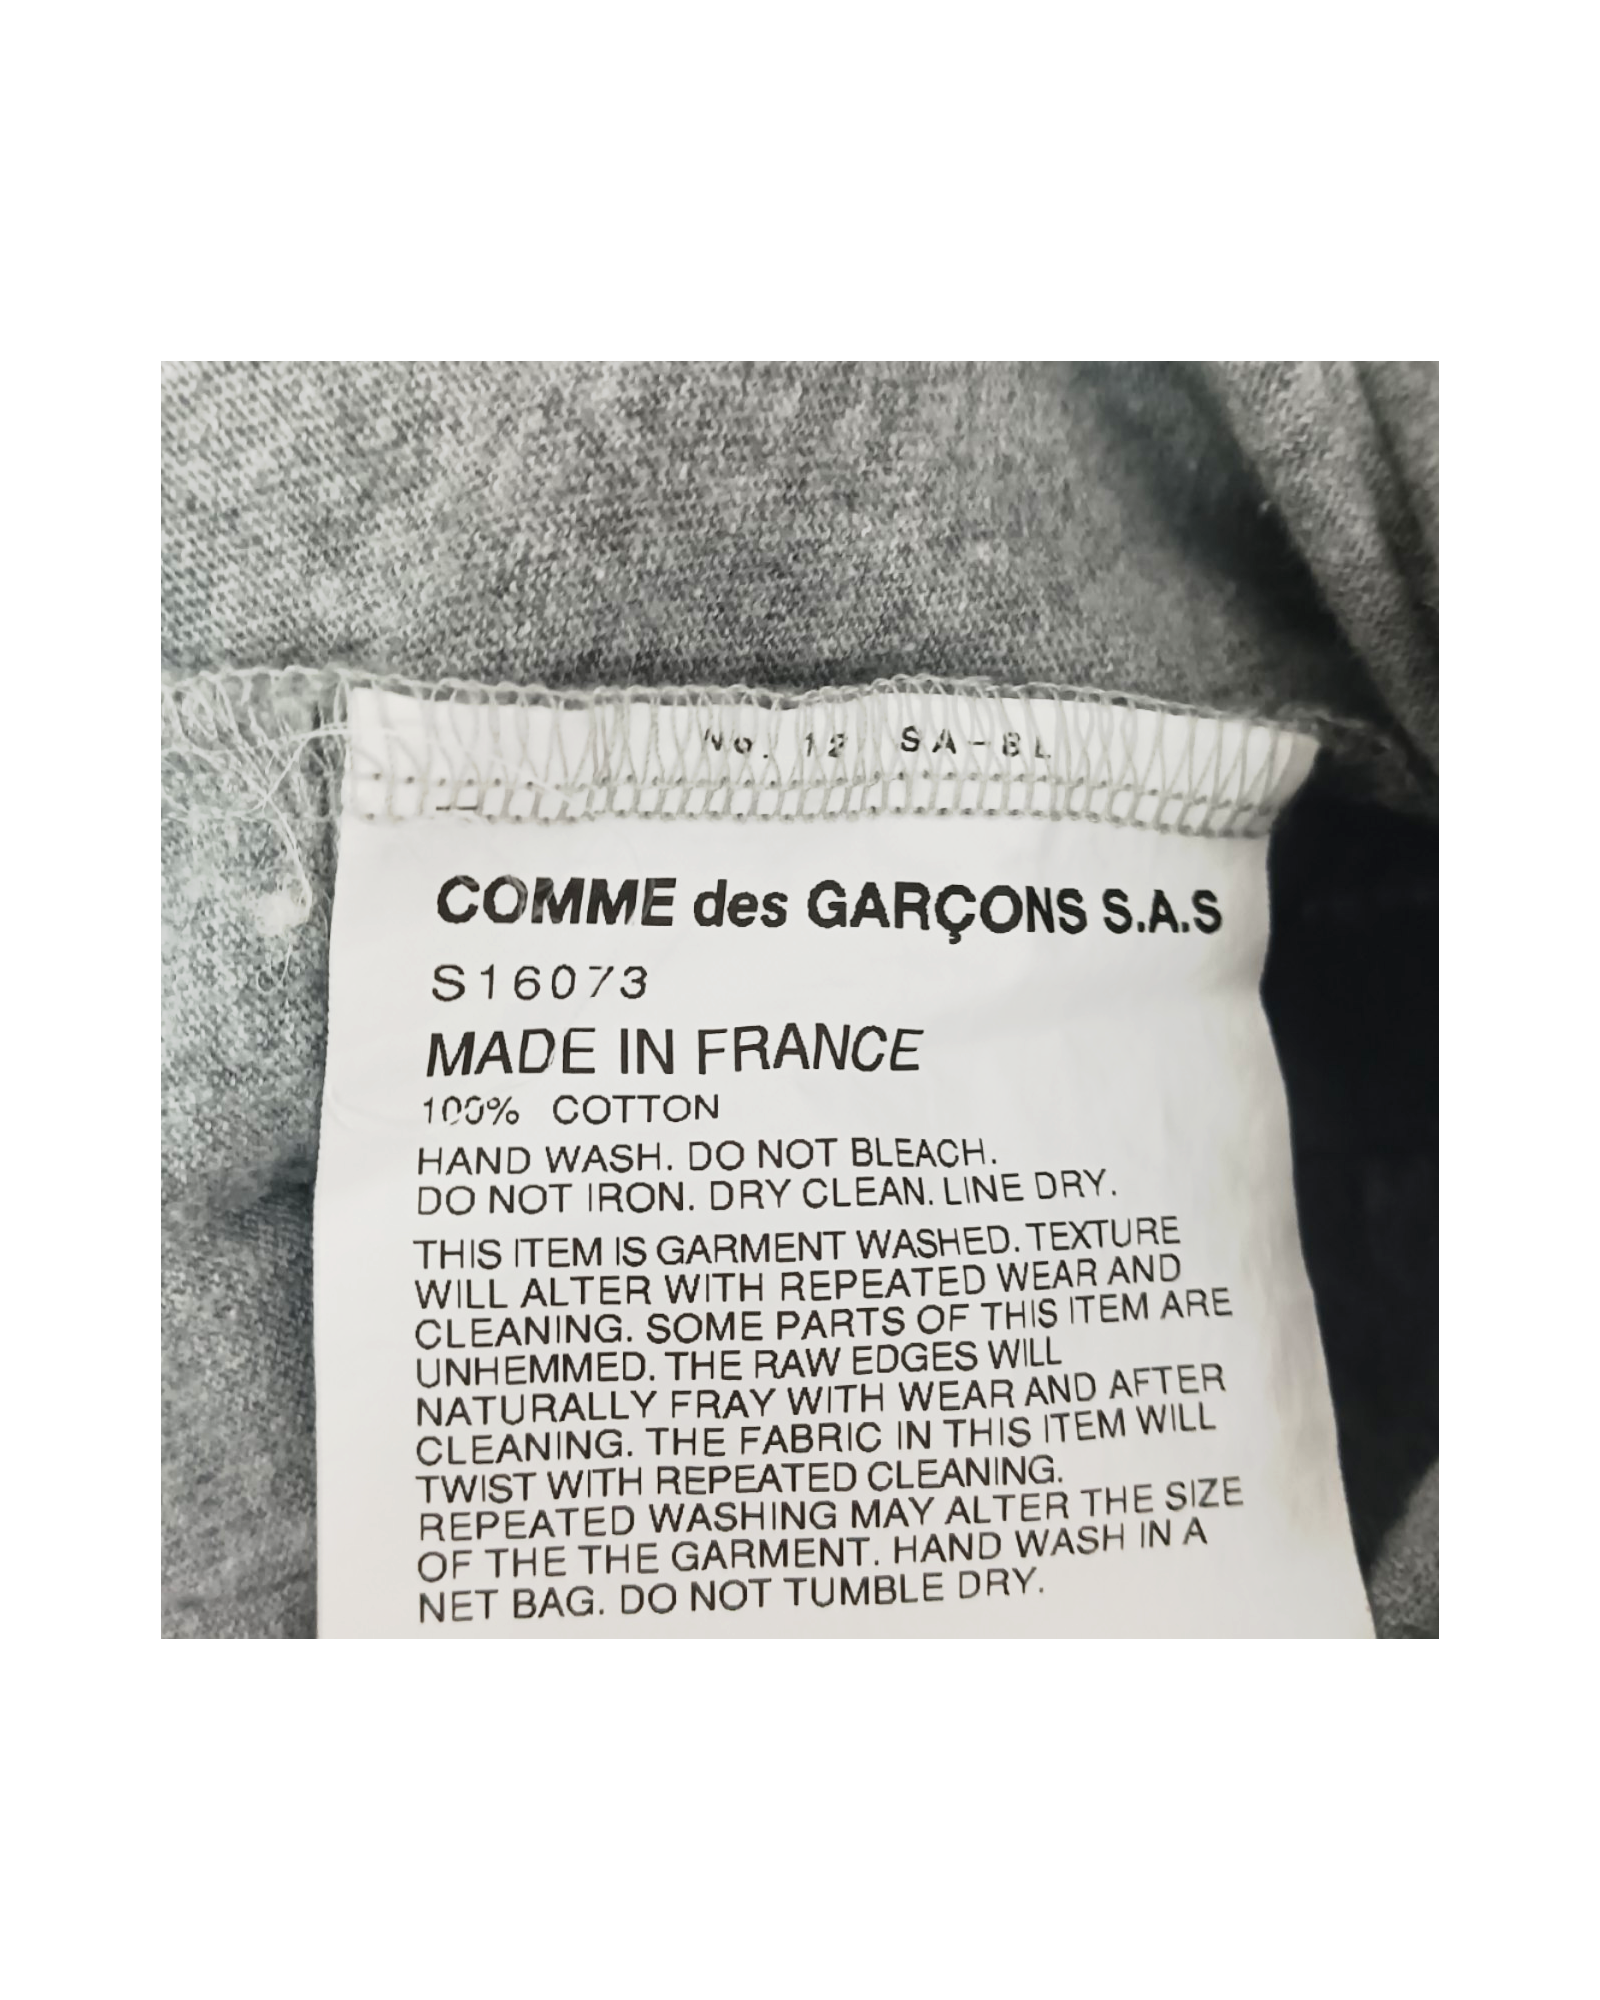 No. 12 SA-8L
COMME des GARÇONS S.A.S
S16073
MADE IN FRANCE
100% COTTON
HAND WASH. DO NOT BLEACH.
DO NOT IRON. DRY CLEAN. LINE DRY.
THIS ITEM IS GARMENT WASHED. TEXTURE
WILL ALTER WITH REPEATED WEAR AND
CLEANING. SOME PARTS OF THIS ITEM ARE
UNHEMMED. THE RAW EDGES WILL
NATURALLY FRAY WITH WEAR AND AFTER
CLEANING. THE FABRIC IN THIS ITEM WILL
TWIST WITH REPEATED CLEANING.
REPEATED WASHING MAY ALTER THE SIZE
OF THE THE GARMENT. HAND WASH IN A
NET BAG. DO NOT TUMBLE DRY.